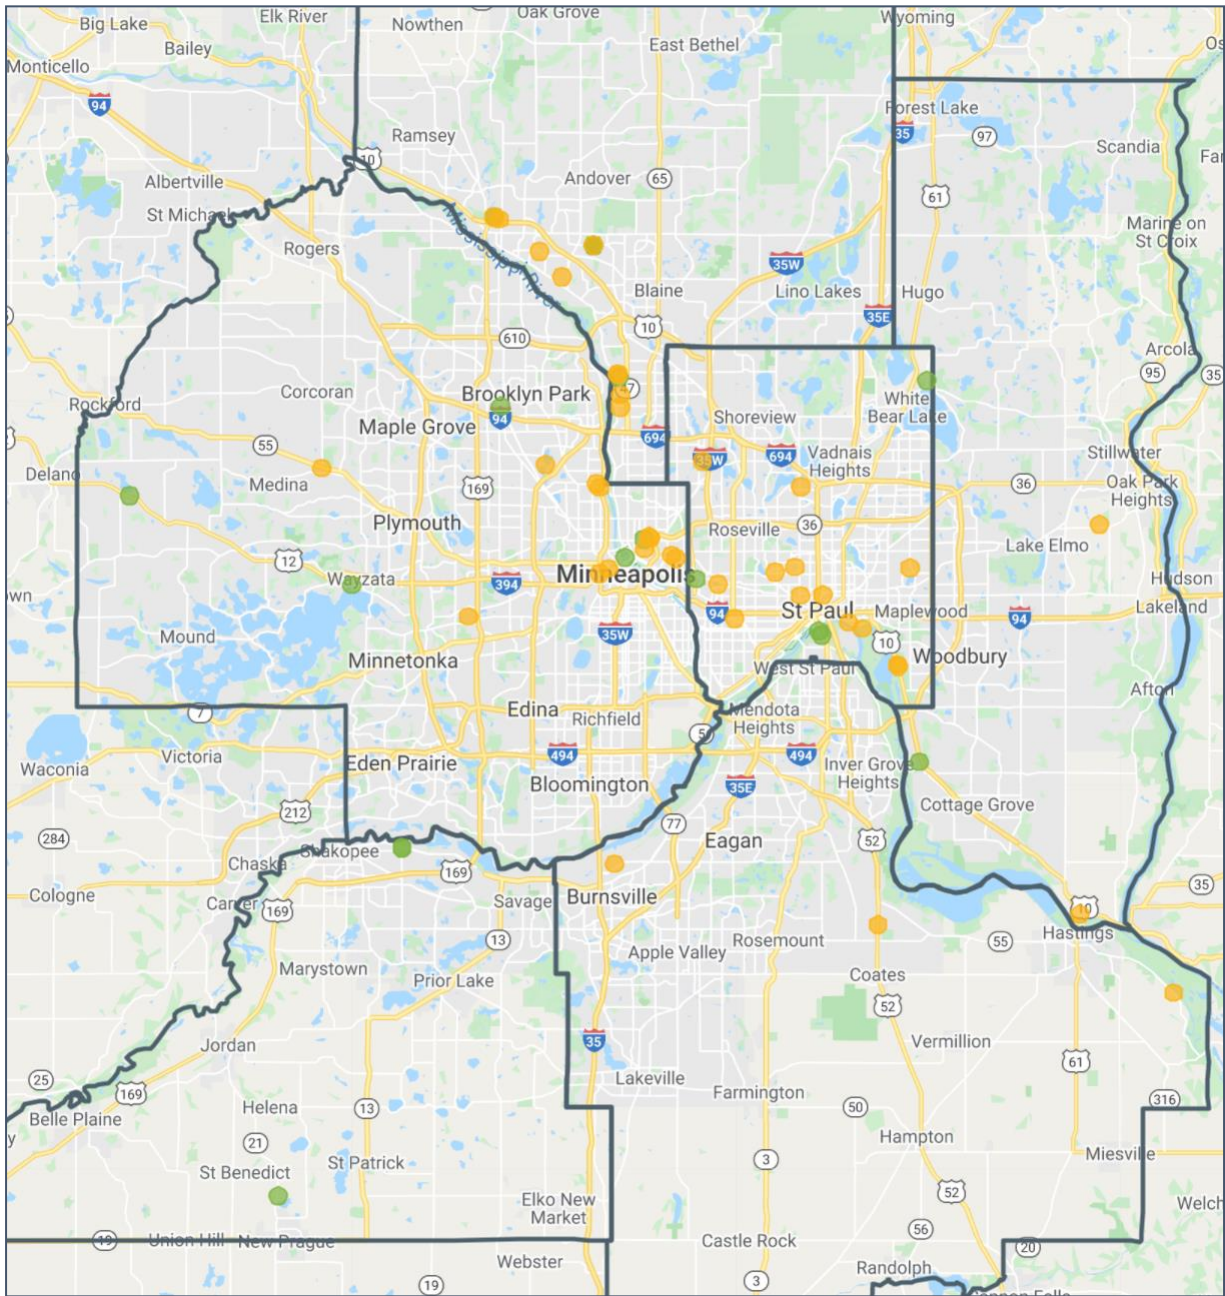 Big Lake
Elk River
Nowthen
Oak Grove
Wyoming
Bailey
East Bethel
Monticello
94
Forest Lake
35
97
Ramsey
10
Scandia
Albertville
Andover
65
61
St Michael
Marine on
St Croix
Rogers
Mississippi River
35W
Blaine
Lino Lakes
Hugo
35E
10
610
Arcola
95
35
Corcoran
Brooklyn Park
47
White
Bear Lake
Rockford
94
Shoreview
Maple Grove
55
694
35W
694
Vadnais
Heights
Stillwater
Delano
Medina
169
36
Oak Park
Heights
Plymouth
Roseville
36
Lake Elmo
12
Wayzata
394
Minneapolis
Hudson
94
St Paul
Maplewood
94
Lakeland
Mound
35W
10
Minnetonka
West St Paul
Woodbury
Afton
7
Edina
Richfield
Mendota
Heights
Waconia
Victoria
Eden Prairie
494
494
Inver Grove
Heights
Bloomington
35E
212
Cottage Grove
284
77
Eagan
52
Chaska
Shakopee
169
35
Cologne
Carver
169
Savage
Burnsville
10
Hastings
13
Apple Valley
Rosemount
55
Marystown
Prior Lake
Coates
52
35
Jordan
Vermillion
61
25
169
Lakeville
Farmington
316
Belle Plaine
Helena
13
50
21
Hampton
St Benedict
St Patrick
3
Miesville
Elko New
Market
52
Welch
19
Union Hill
New Prague
56
Castle Rock
20
Webster
Randolph
19
3